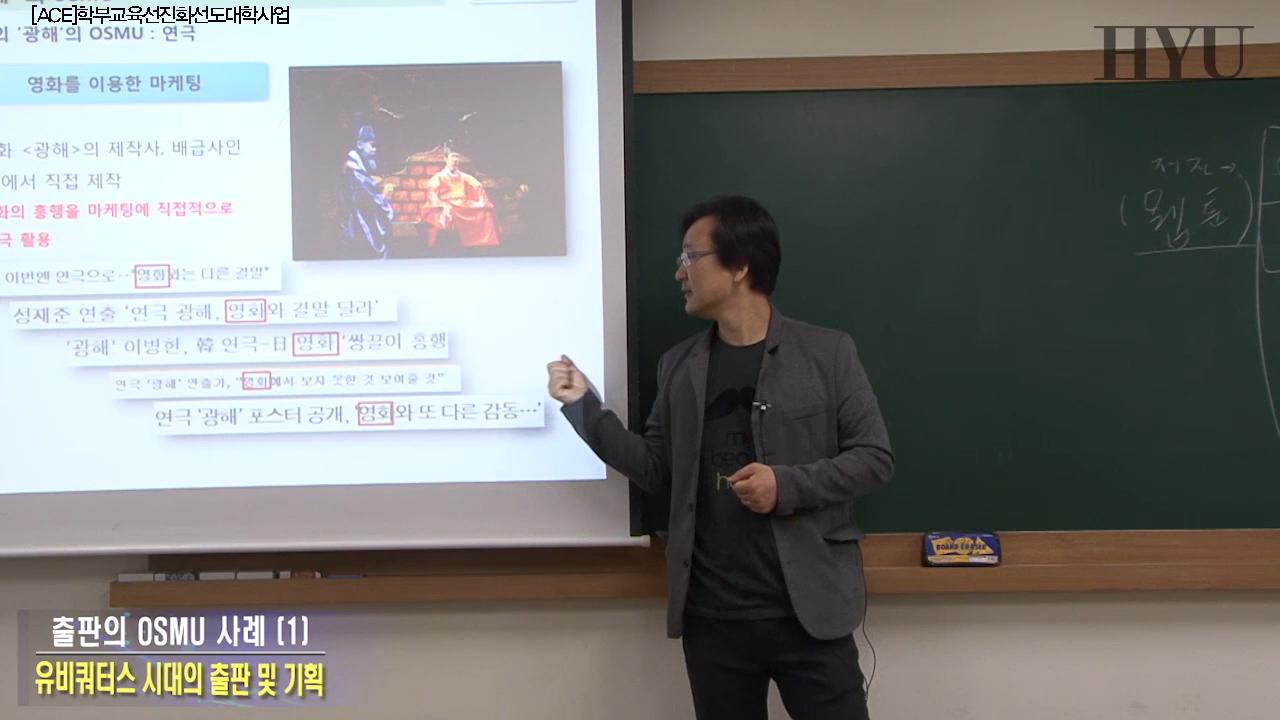 [ACE]학부교육선진화선도대학사업
HYU
'광해'의 OSMU : 연극
영화를 이용한 마케팅
<광해>의 제작사, 배급사인
에서 직접 제작
흥행을 마케팅에 직접적으로
활용
이번엔 연극으로…"영화와는 다른 결말"
성재준 연출 '연극 광해, 영화와 결말 달라'
'광해' 이병헌, 韓 연극-日 영화 '쌍끌이 흥행
연극 '광해' 연출가, "영화에서 보지 못한 것 보여줄 것"
연극 '광해' 포스터 공개, '영화와 또 다른 감동…'
(웹툰)
BOARD ERASER
출판의 OSMU 사례 (1)
유비쿼터스 시대의 출판 및 기획